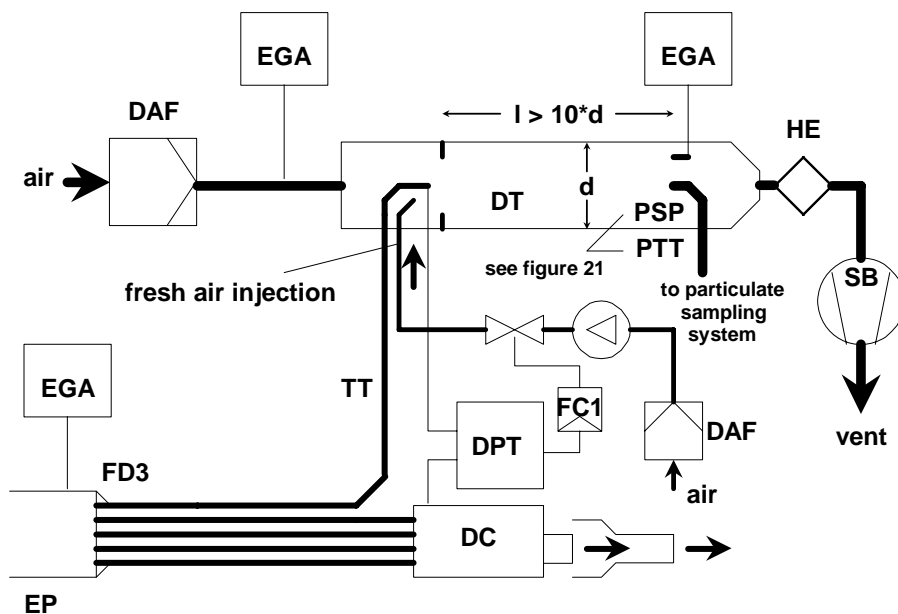 EGA
EGA
DAF
l > 10*d
HE
air
d
DT
PSP
PTT
see figure 21
SB
fresh air injection
to particulate
sampling
system
EGA
TT
FC1
DAF
vent
DPT
FD3
air
DC
EP